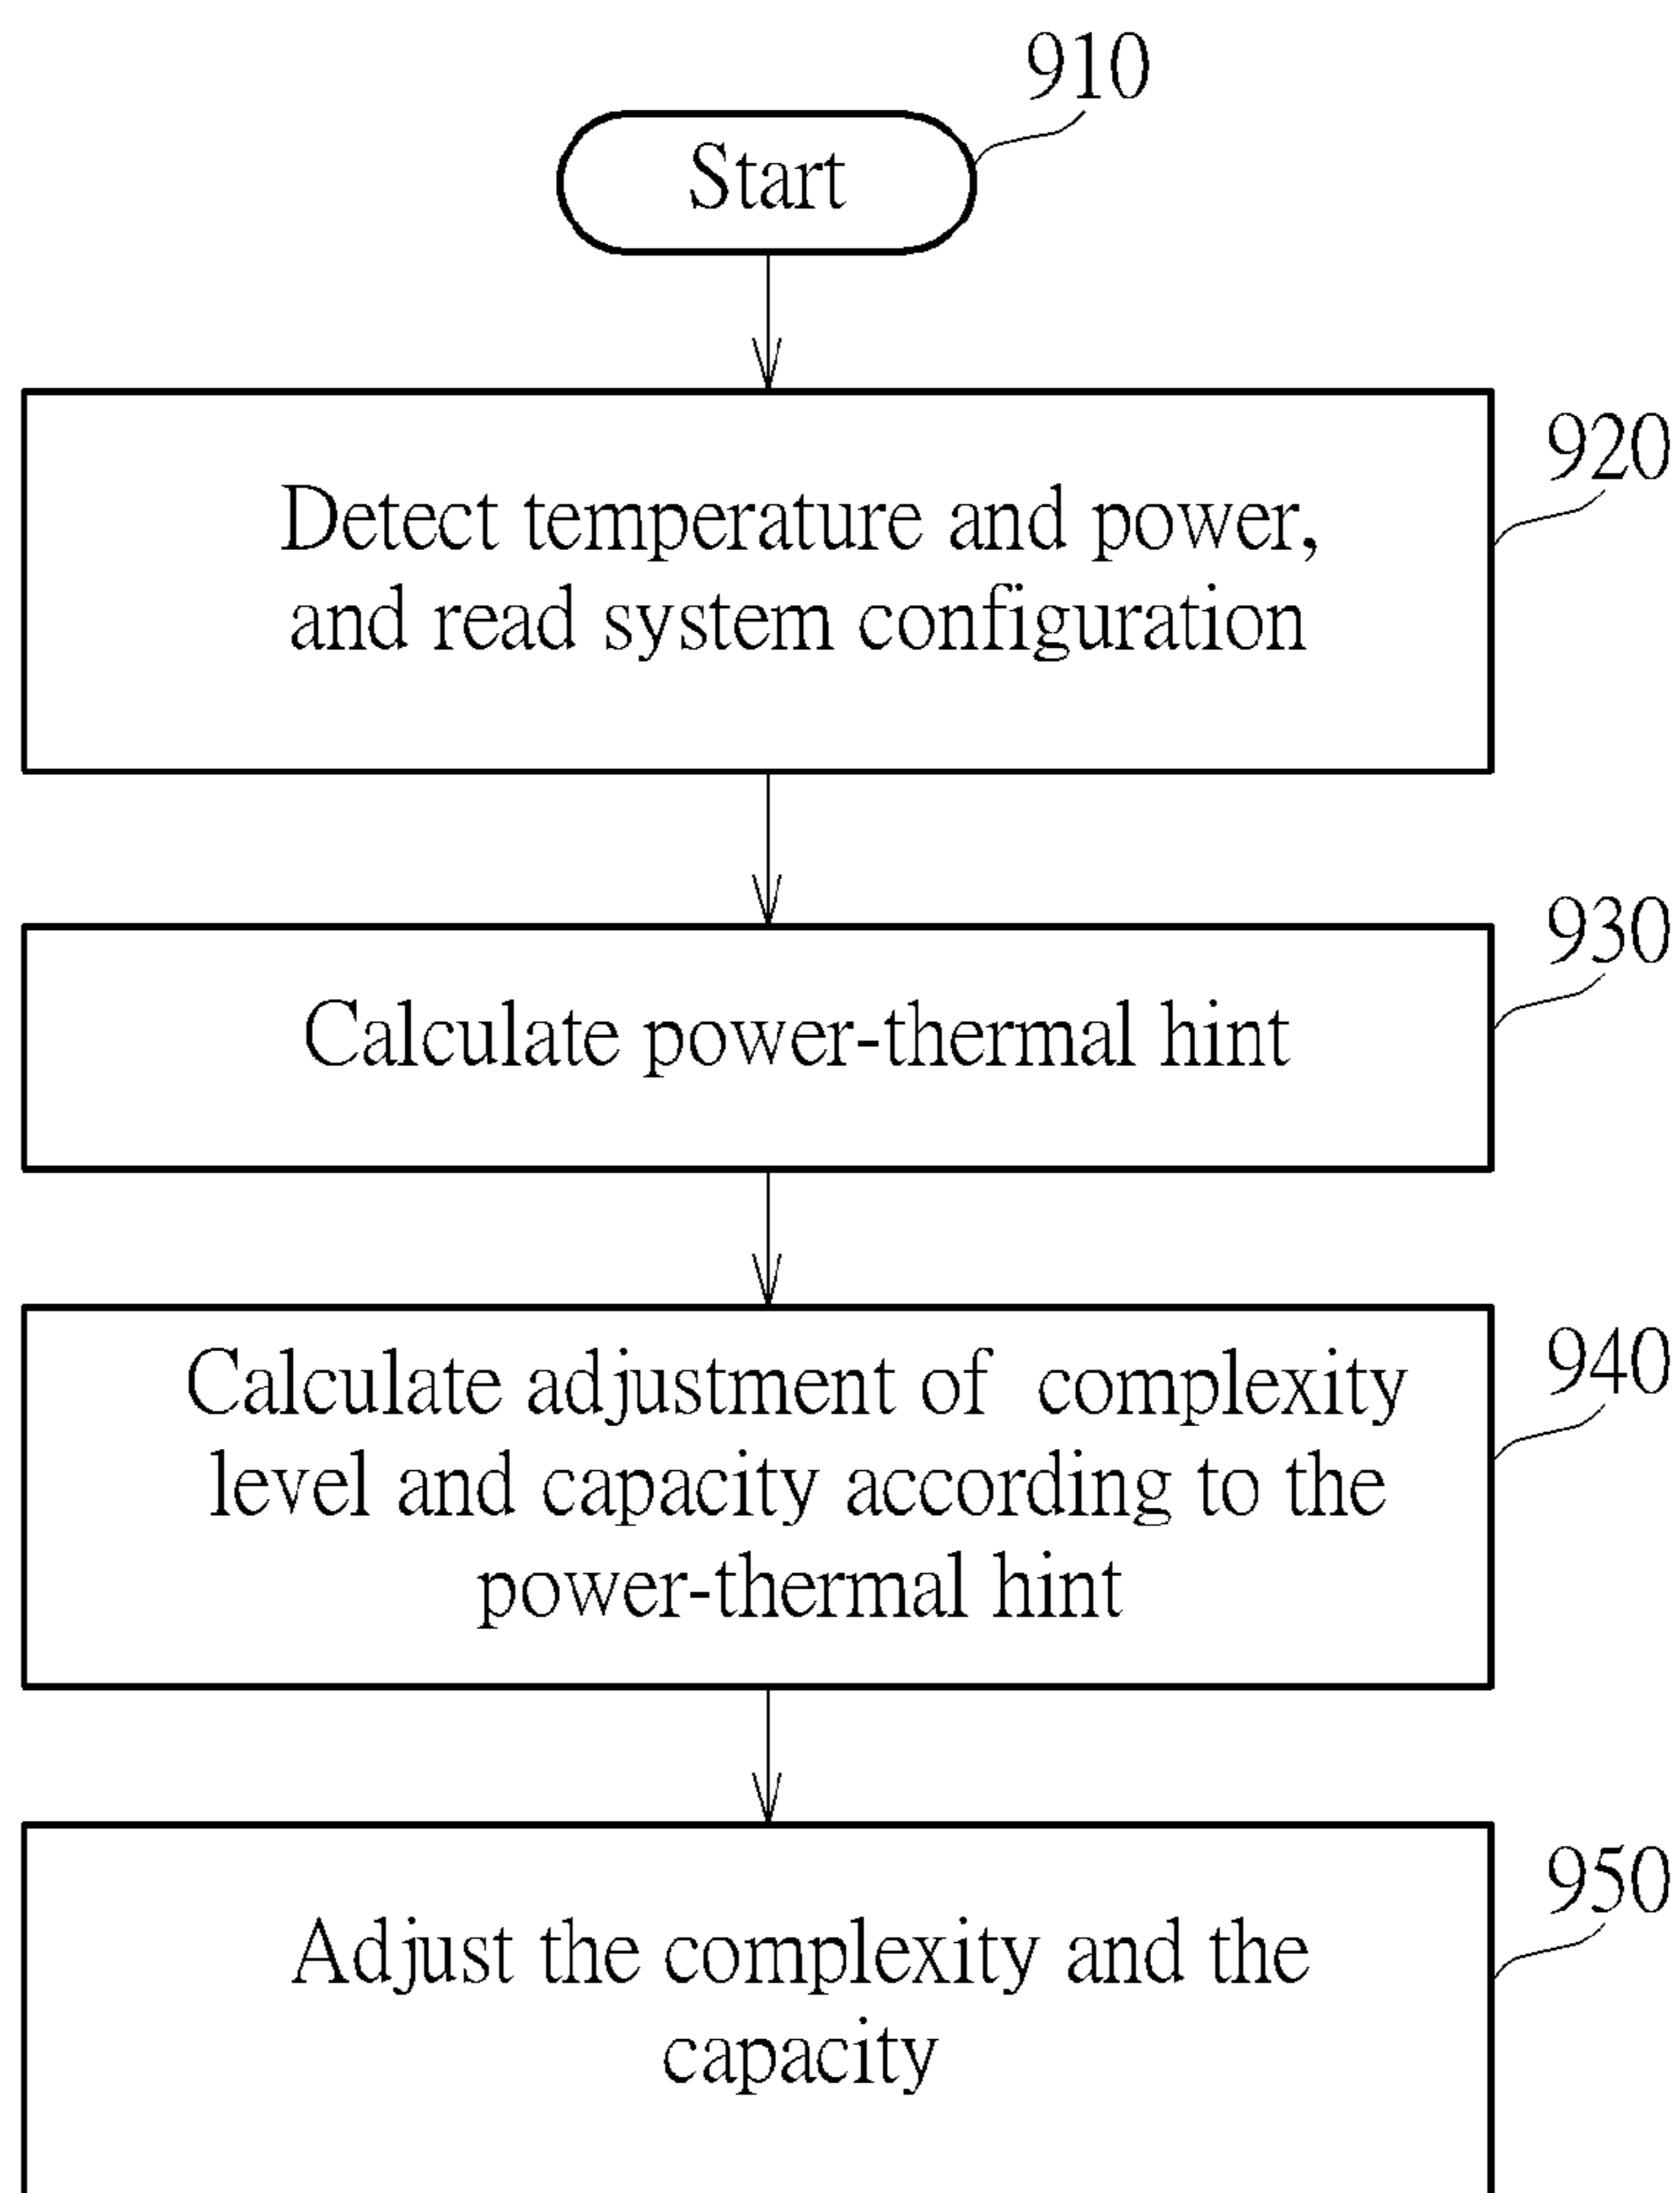 910
Start
920
Detect temperature and power,
and read system configuration
930
Calculate power-thermal hint
940
Calculate adjustment of complexity
level and capacity according to the
power-thermal hint
950
Adjust the complexity and the
capacity